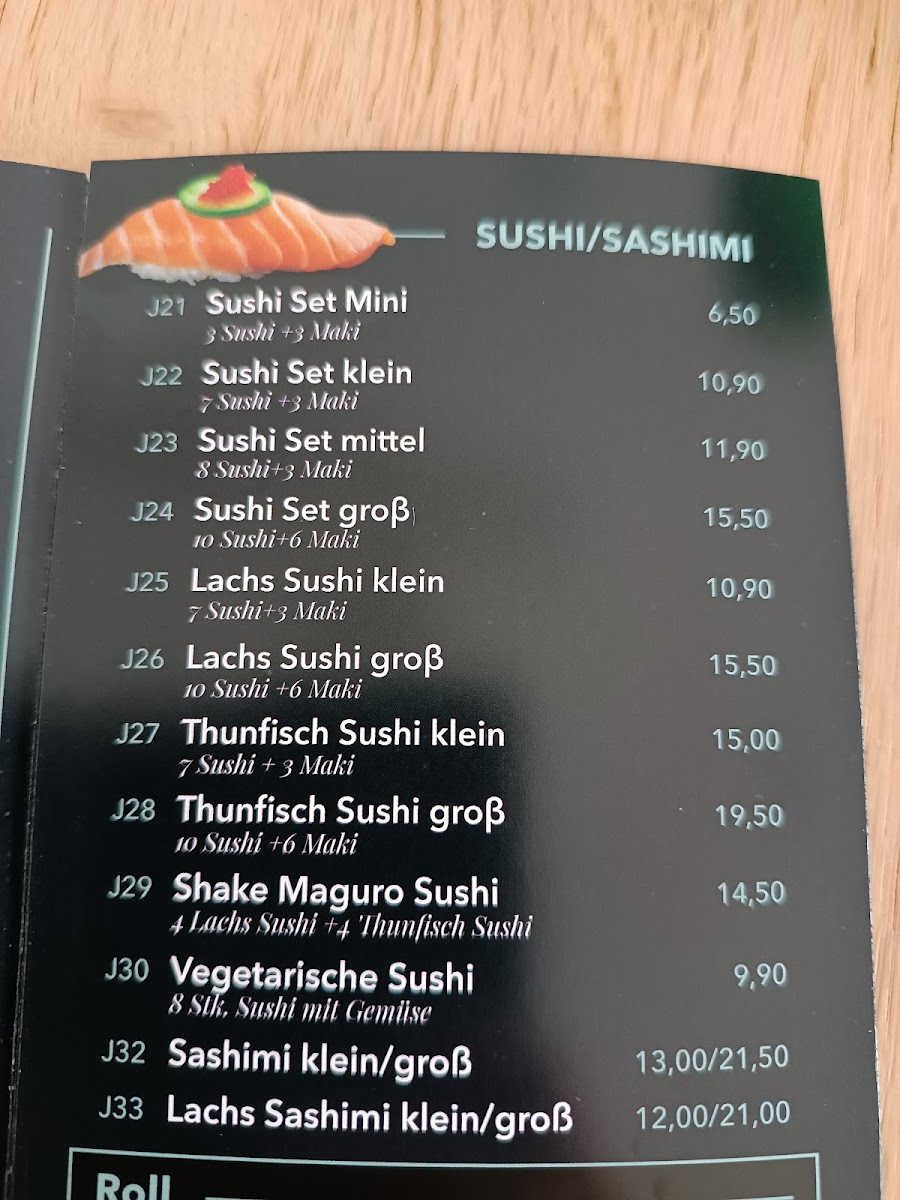 SUSHI/SASHIMI
J21 Sushi Set Mini 6,50
3 Sushi +3 Maki
J22 Sushi Set klein 10,90
7 Sushi +3 Maki
J23 Sushi Set mittel 11,90
8 Sushi+3 Maki
J24 Sushi Set groß 15,50
10 Sushi+6 Maki
J25 Lachs Sushi klein 10,90
7 Sushi+3 Maki
J26 Lachs Sushi groß 15,50
10 Sushi +6 Maki
J27 Thunfisch Sushi klein 15,00
7 Sushi + 3 Maki
J28 Thunfisch Sushi groß 19,50
10 Sushi +6 Maki
J29 Shake Maguro Sushi 14,50
4 Lachs Sushi +4 Thunfisch Sushi
J30 Vegetarische Sushi 9,90
8 Stk. Sushi mit Gemüse
J32 Sashimi klein/groß 13,00/21,50
J33 Lachs Sashimi klein/groß 12,00/21,00
Roll